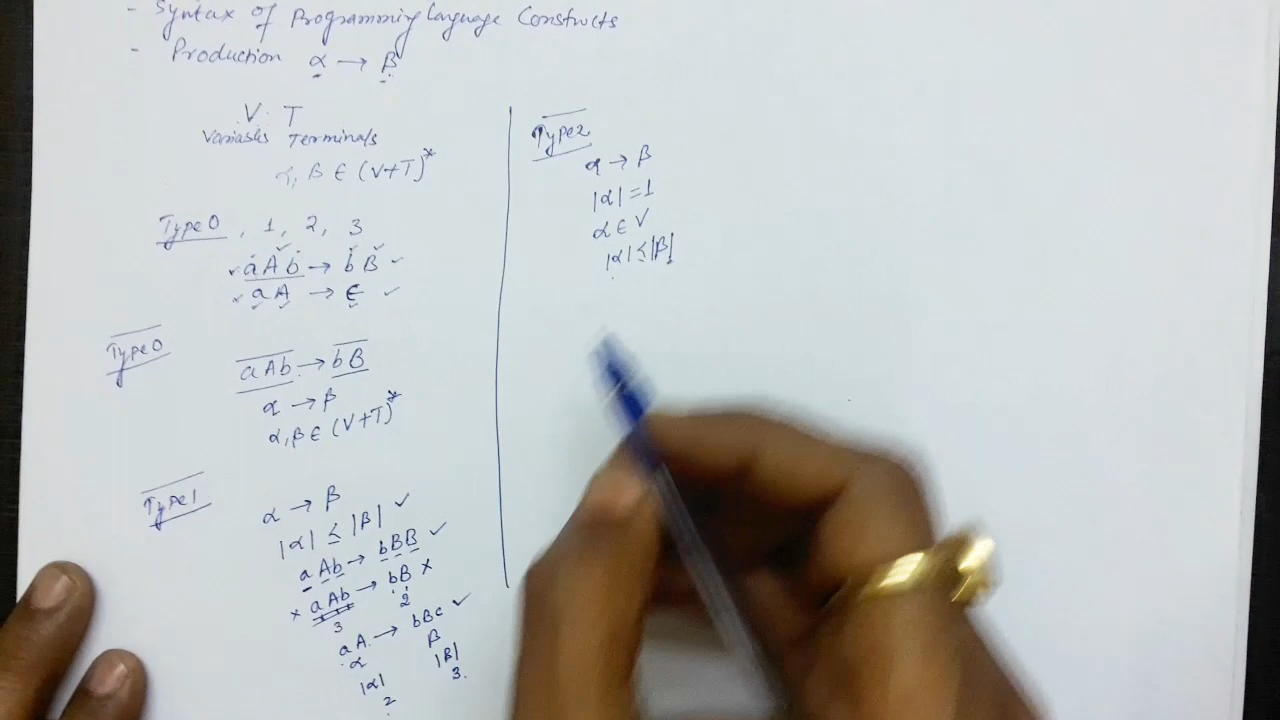 - Syntax of Programming Language Constructs
- Production α → β
V T
Variables Terminals
α, β ∈ (V+T)*
Type 0, 1, 2, 3
✓ aAb → bB ✓
✓ aA → ϵ ✓
Type 0
aAb → bB
α → β
α, β ∈ (V+T)*
Type 1
α → β
|α| ≤ |β| ✓
aAb → bBB ✓
× aAb → bB ×
3 2
aA → bBc ✓
α β
|α| |β|
2 3.
Type 2
α → β
|α| = 1
α ∈ V
|α| ≤ |β|